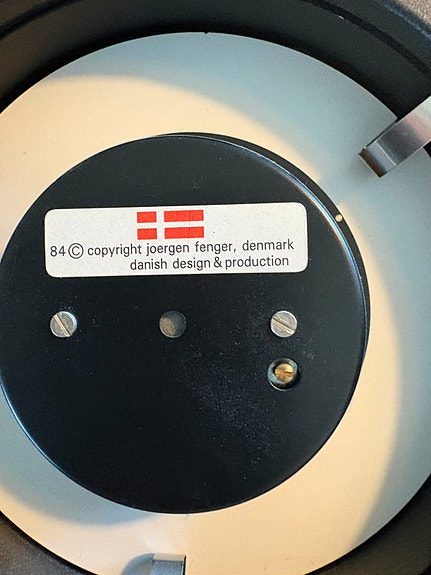 84© copyright joergen fenger, denmark
danish design & production